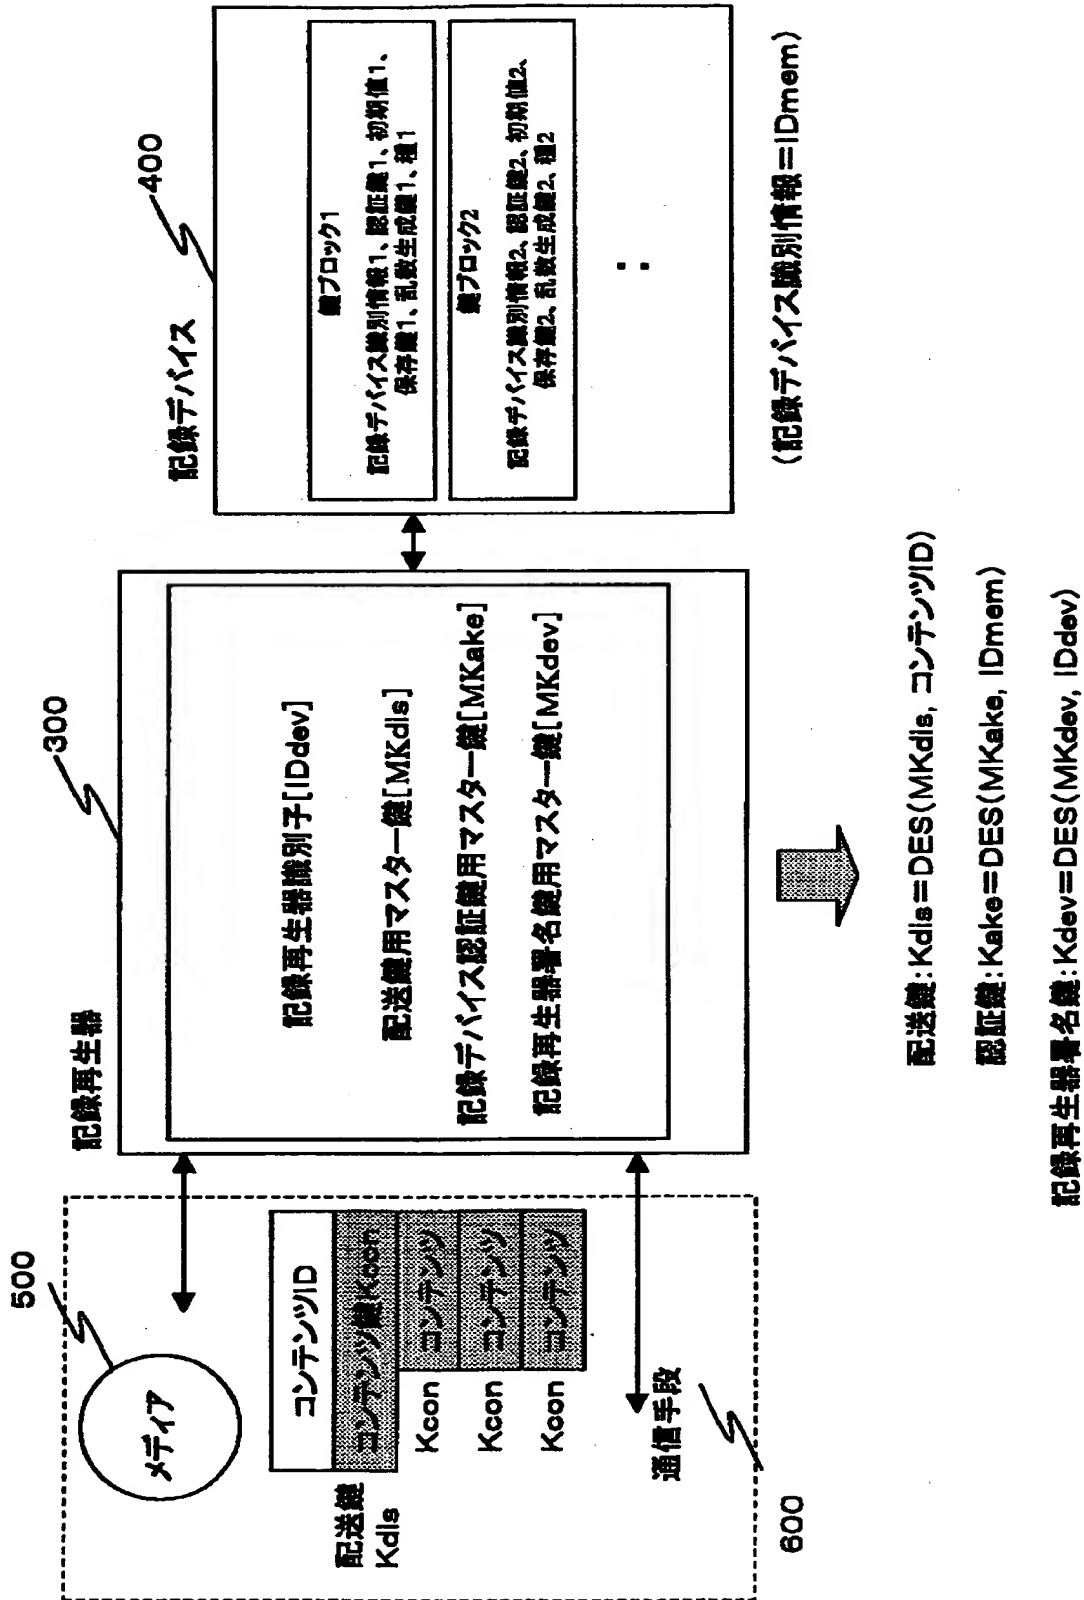 500
メディア
コンテンツID
コンテンツ鍵Kcon
コンテンツ
コンテンツ
コンテンツ
配送鍵
Kdis
Kcon
Kcon
Kcon
通信手段
600
記録再生器
300
記録再生器識別子[IDdev]
配送鍵用マスター鍵[MKdis]
記録デバイス認証鍵用マスター鍵[MKake]
記録再生器署名鍵用マスター鍵[MKdev]
記録デバイス
400
鍵ブロック1
記録デバイス識別情報1、認証鍵1、初期値1、
保存鍵1、乱数生成鍵1、種1
鍵ブロック2
記録デバイス識別情報2、認証鍵2、初期値2、
保存鍵2、乱数生成鍵2、種2
:
(記録デバイス識別情報=IDmem)
配送鍵:Kdis=DES(MKdis, コンテンツID)
認証鍵:Kake=DES(MKake, IDmem)
記録再生器署名鍵:Kdev=DES(MKdev, IDdev)